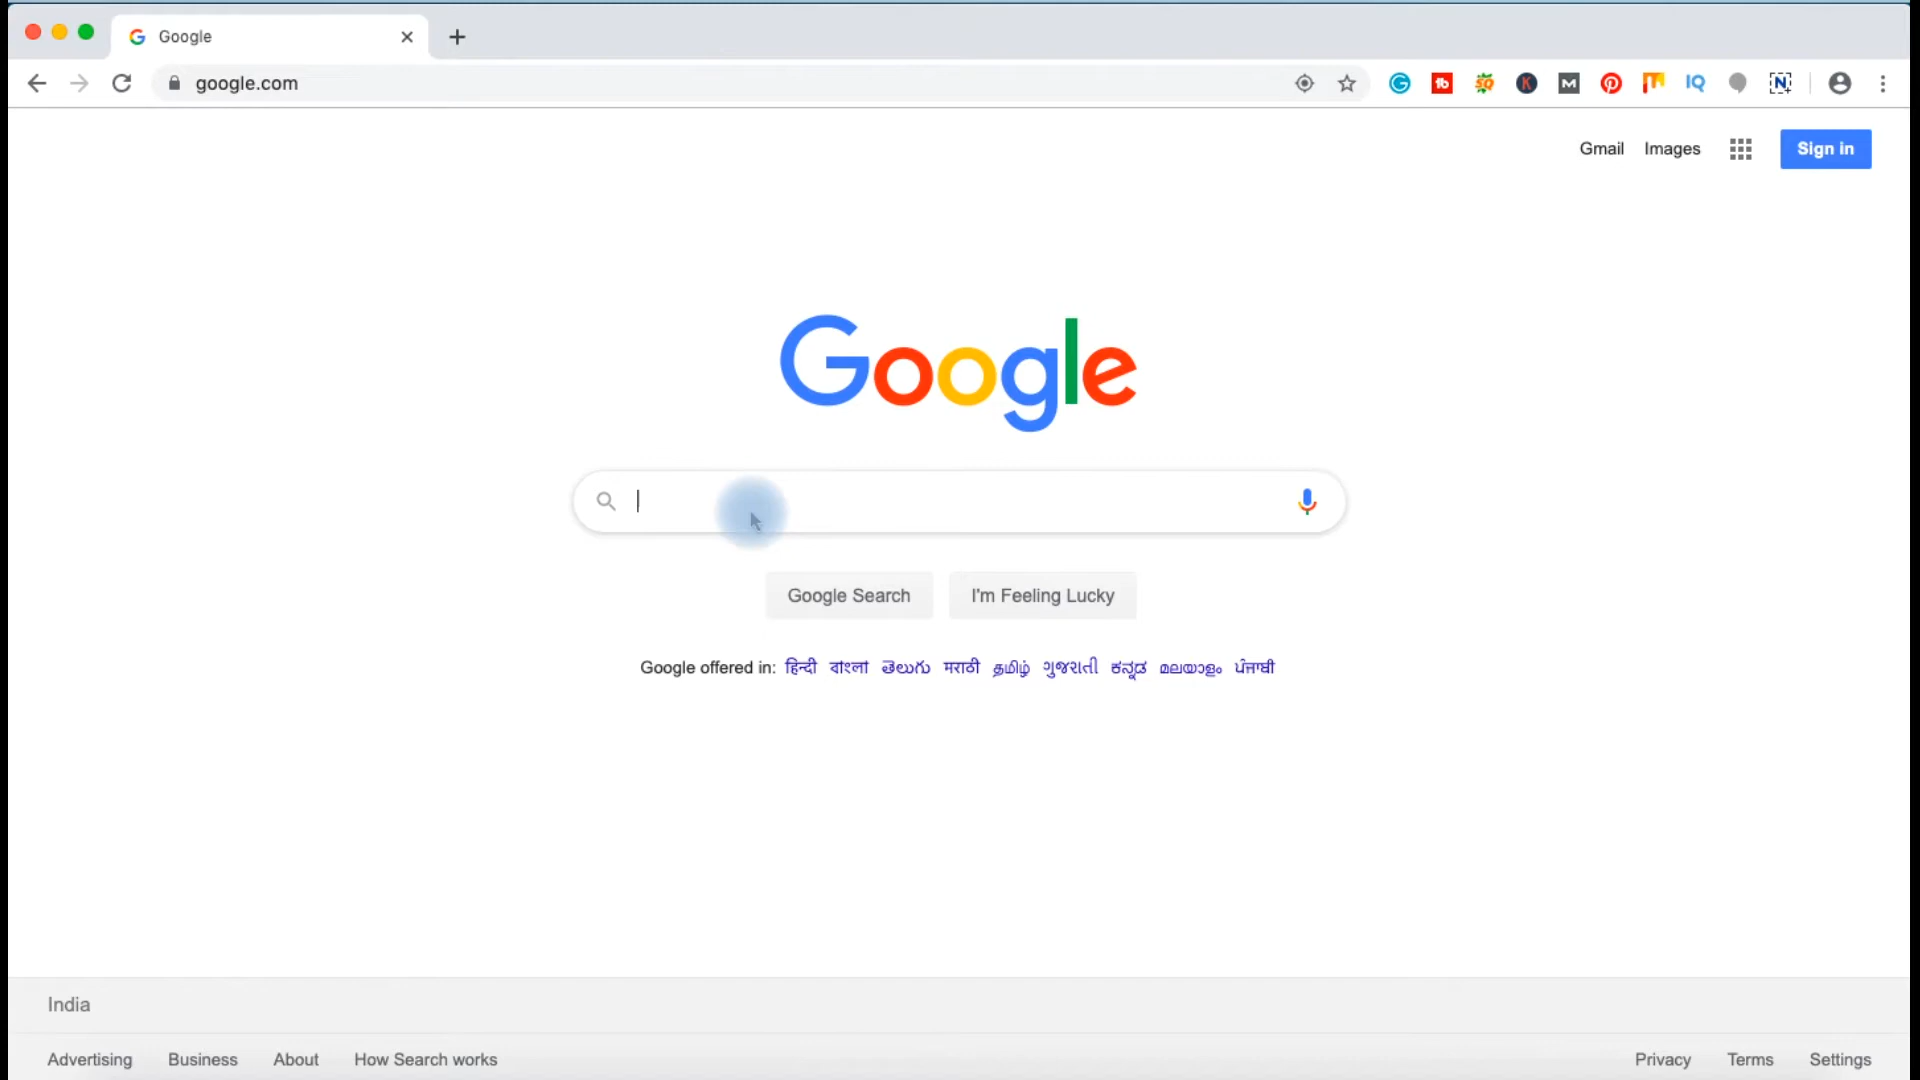 Google
google.com
Gmail Images Sign in
Google
Google Search I'm Feeling Lucky
Google offered in: हिन्दी বাংলা తెలుగు मराठी தமிழ் ગુજરાતી ಕನ್ನಡ മലയാളം ਪੰਜਾਬੀ
India
Advertising Business About How Search works Privacy Terms Settings